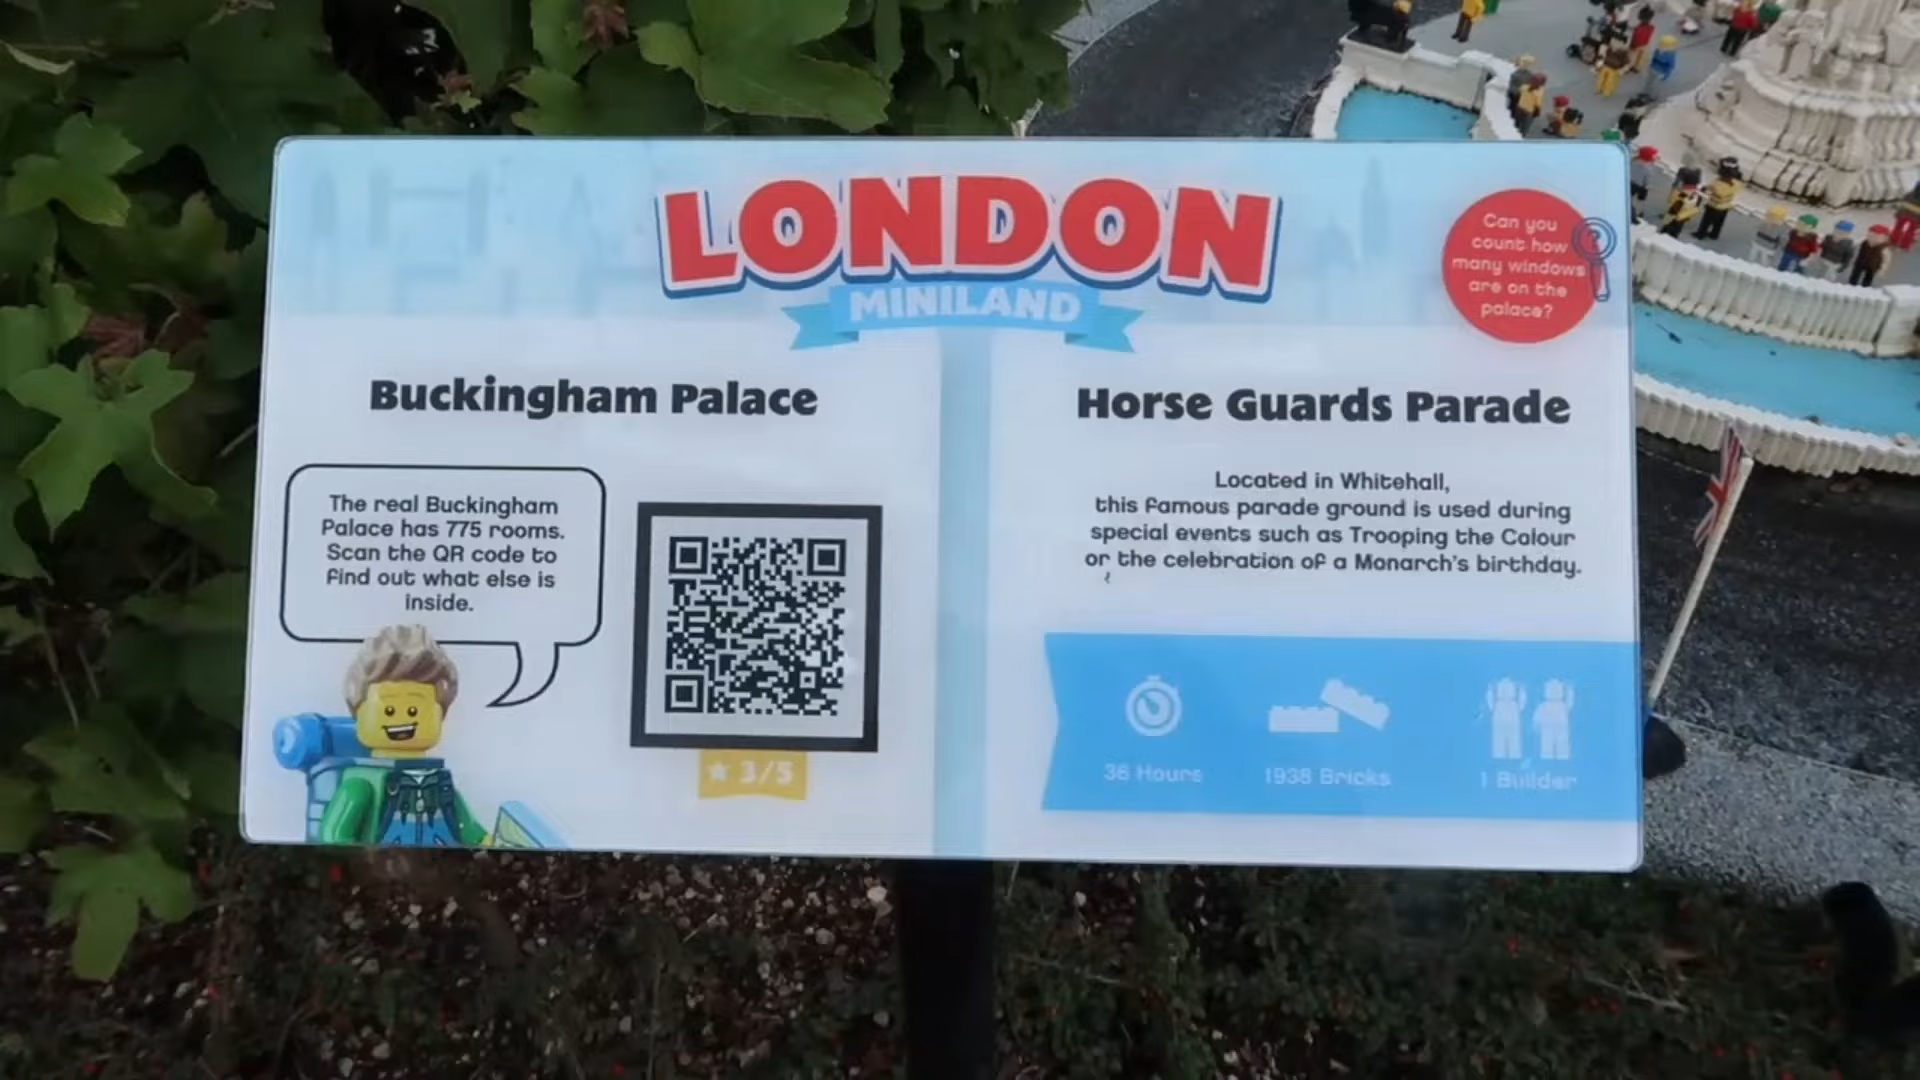 LONDON
MINILAND
Can you
count how
many windows
are on the
palace?
?
Buckingham Palace
The real Buckingham
Palace has 775 rooms.
Scan the QR code to
find out what else is
inside.
★ 3/5
Horse Guards Parade
Located in Whitehall,
this famous parade ground is used during
special events such as Trooping the Colour
or the celebration of a Monarch's birthday.
36 Hours
1938 Bricks
1 Builder